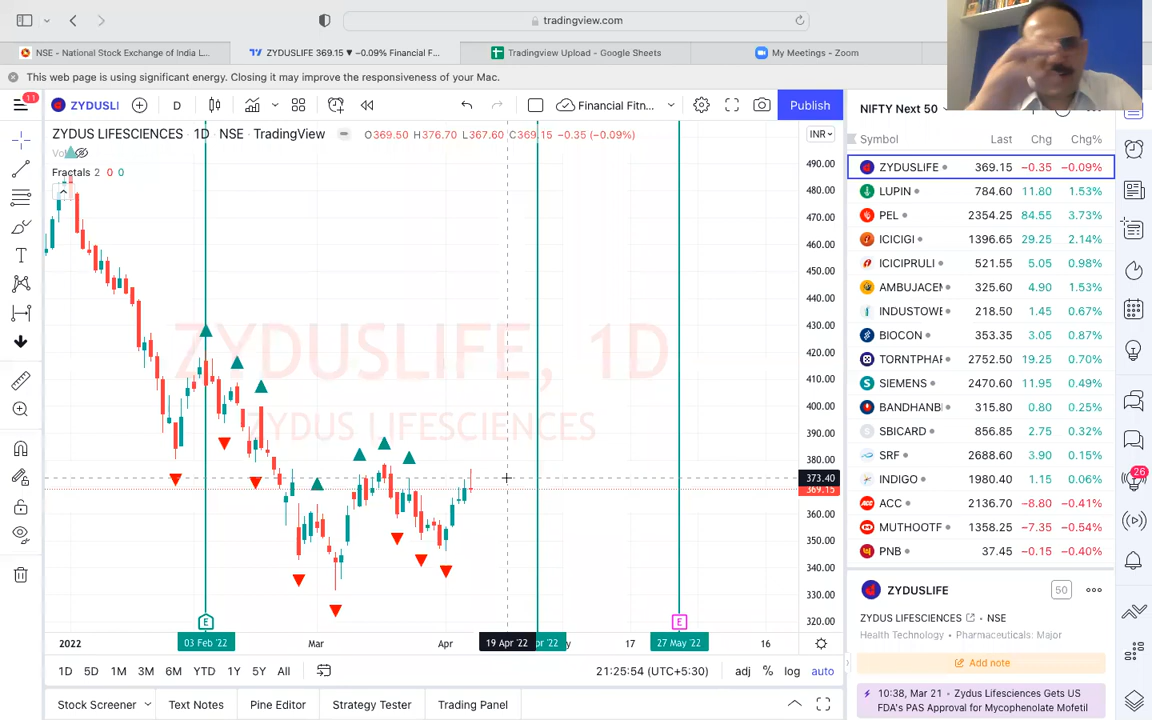 tradingview.com
NSE - National Stock Exchange of India L...
ZYDUSLIFE 369.15 ▼ −0.09% Financial F...
Tradingview Upload - Google Sheets
My Meetings - Zoom
This web page is using significant energy. Closing it may improve the responsiveness of your Mac.
11
ZYDUSLI
D
Financial Fitn...
Publish
NIFTY Next 50
ZYDUS LIFESCIENCES • 1D • NSE • TradingView
O369.50 H376.70 L367.60 C369.15 −0.35 (−0.09%)
INR
Fractals 2 0 0
Symbol Last Chg Chg%
ZYDUSLIFE 369.15 −0.35 −0.09%
LUPIN 784.60 11.80 1.53%
PEL 2354.25 84.55 3.73%
ICICIGI 1396.65 29.25 2.14%
ICICIPRULI 521.55 5.05 0.98%
AMBUJACEM 325.60 4.90 1.53%
INDUSTOWE 218.50 1.45 0.67%
BIOCON 353.35 3.05 0.87%
TORNTPHAR 2752.50 19.25 0.70%
SIEMENS 2470.60 11.95 0.49%
BANDHANB 315.80 0.80 0.25%
SBICARD 856.85 2.75 0.32%
SRF 2688.60 3.90 0.15%
INDIGO 1980.40 1.15 0.06%
ACC 2136.70 −8.80 −0.41%
MUTHOOTF 1358.25 −7.35 −0.54%
PNB 37.45 −0.15 −0.40%
26
490.00
480.00
470.00
460.00
450.00
440.00
430.00
420.00
410.00
400.00
390.00
380.00
373.40
369.15
360.00
350.00
340.00
330.00
320.00
ZYDUSLIFE, 1D
ZYDUS LIFESCIENCES
E
E
2022 03 Feb '22 Mar Apr 19 Apr '22 17 27 May '22 16
1D 5D 1M 3M 6M YTD 1Y 5Y All
21:25:54 (UTC+5:30) adj % log auto
Stock Screener Text Notes Pine Editor Strategy Tester Trading Panel
ZYDUSLIFE
50
ZYDUS LIFESCIENCES • NSE
Health Technology • Pharmaceuticals: Major
Add note
10:38, Mar 21 • Zydus Lifesciences Gets US
FDA's PAS Approval for Mycophenolate Mofetil